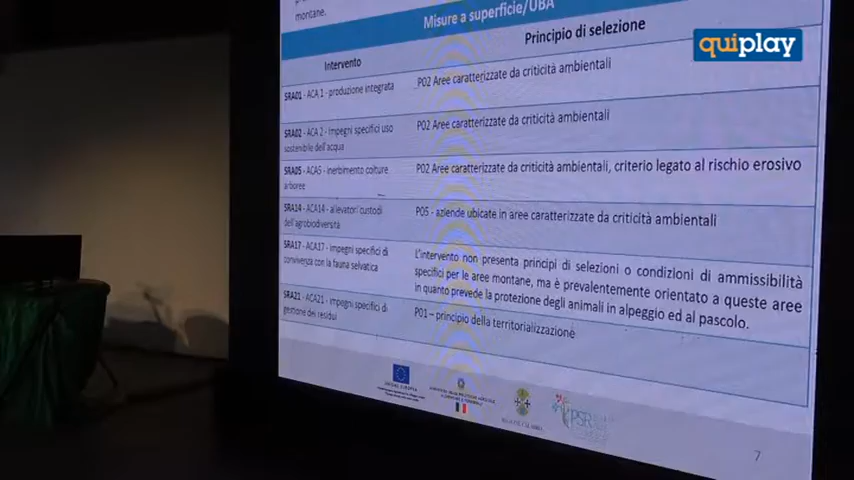 montane.
Misure a superficie/UBA
Intervento
Principio di selezione
SRA01 - ACA 1 - produzione integrata
P02 Aree caratterizzate da criticità ambientali
SRA02 - ACA 2 - impegni specifici uso
sostenibile dell'acqua
P02 Aree caratterizzate da criticità ambientali
SRA05 - ACA5 - inerbimento colture
arboree
P02 Aree caratterizzate da criticità ambientali, criterio legato al rischio erosivo
SRA14 - ACA14 - allevatori custodi
dell'agrobiodiversità
P05 - aziende ubicate in aree caratterizzate da criticità ambientali
SRA17 - ACA17 - impegni specifici di
convivenza con la fauna selvatica
L'intervento non presenta principi di selezioni o condizioni di ammissibilità
specifici per le aree montane, ma è prevalentemente orientato a queste aree
in quanto prevede la protezione degli animali in alpeggio ed al pascolo.
SRA21 - ACA21 - impegni specifici di
gestione dei residui
P01 – principio della territorializzazione
UNIONE EUROPEA
PSR
7
quiplay